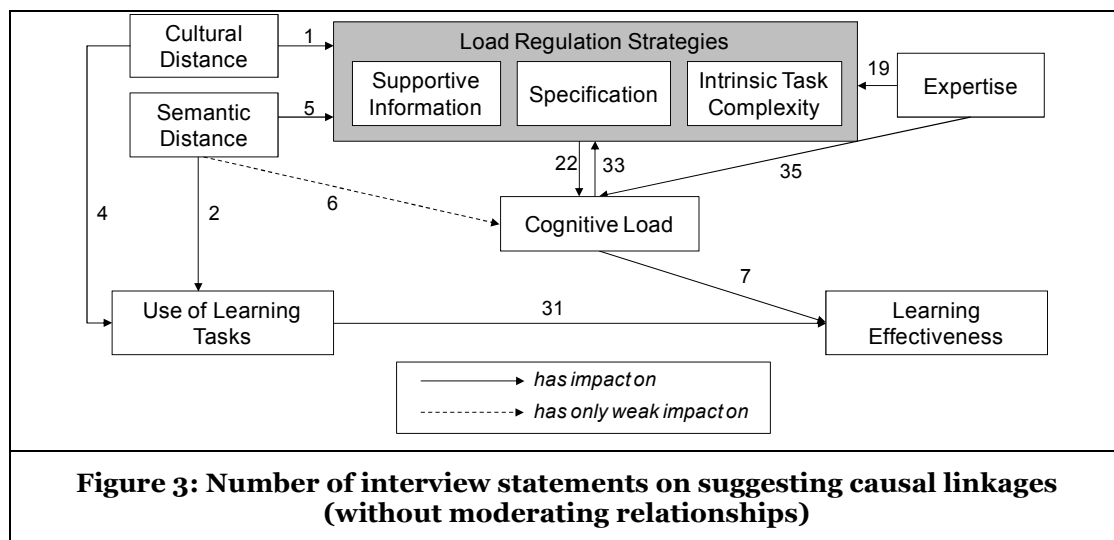 Cultural
Distance
1
Load Regulation Strategies
Supportive
Information
Specification
Intrinsic Task
Complexity
19
Expertise
Semantic
Distance
5
22
33
35
4
2
6
Cognitive Load
7
Use of Learning
Tasks
31
Learning
Effectiveness
has impact on
has only weak impact on
Figure 3: Number of interview statements on suggesting causal linkages
(without moderating relationships)